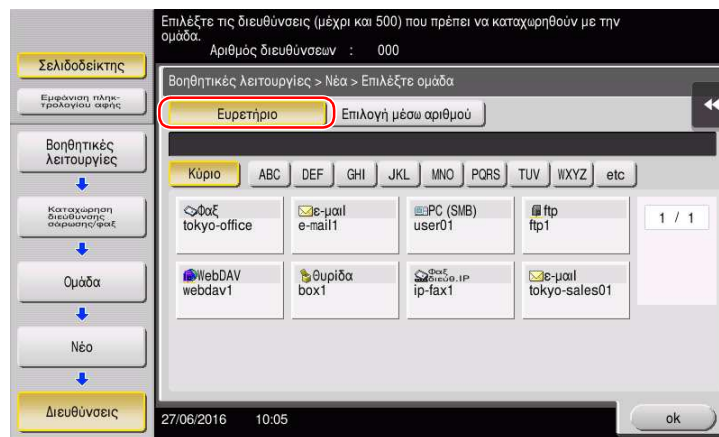 Επιλέξτε τις διευθύνσεις (μέχρι και 500) που πρέπει να καταχωρηθούν με την
ομάδα.
Αριθμός διευθύνσεων : 000
Σελιδοδείκτης
Εμφάνιση πληκ-
τρολογίου αφής
Βοηθητικές
λειτουργίες
Καταχώρηση
διεύθυνσης
σάρωσης/φαξ
Ομάδα
Νέο
Διευθύνσεις
Βοηθητικές λειτουργίες > Νέα > Επιλέξτε ομάδα
Ευρετήριο
Επιλογή μέσω αριθμού
Κύριο ABC DEF GHI JKL MNO PQRS TUV WXYZ etc
Φαξ
tokyo-office
ε-μαιl
e-mail1
PC (SMB)
user01
ftp
ftp1
1 / 1
WebDAV
webdav1
Θυρίδα
box1
Φαξ
διεύθ.IP
ip-fax1
ε-μαιl
tokyo-sales01
27/06/2016 10:05
ok